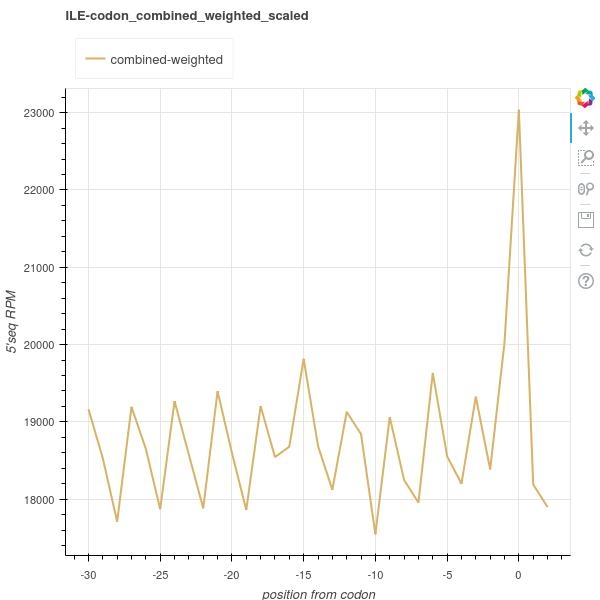 ILE-codon_combined_weighted_scaled
combined-weighted
23000
22000
21000
20000
19000
18000
5'seq RPM
-30 -25 -20 -15 -10 -5 0
position from codon